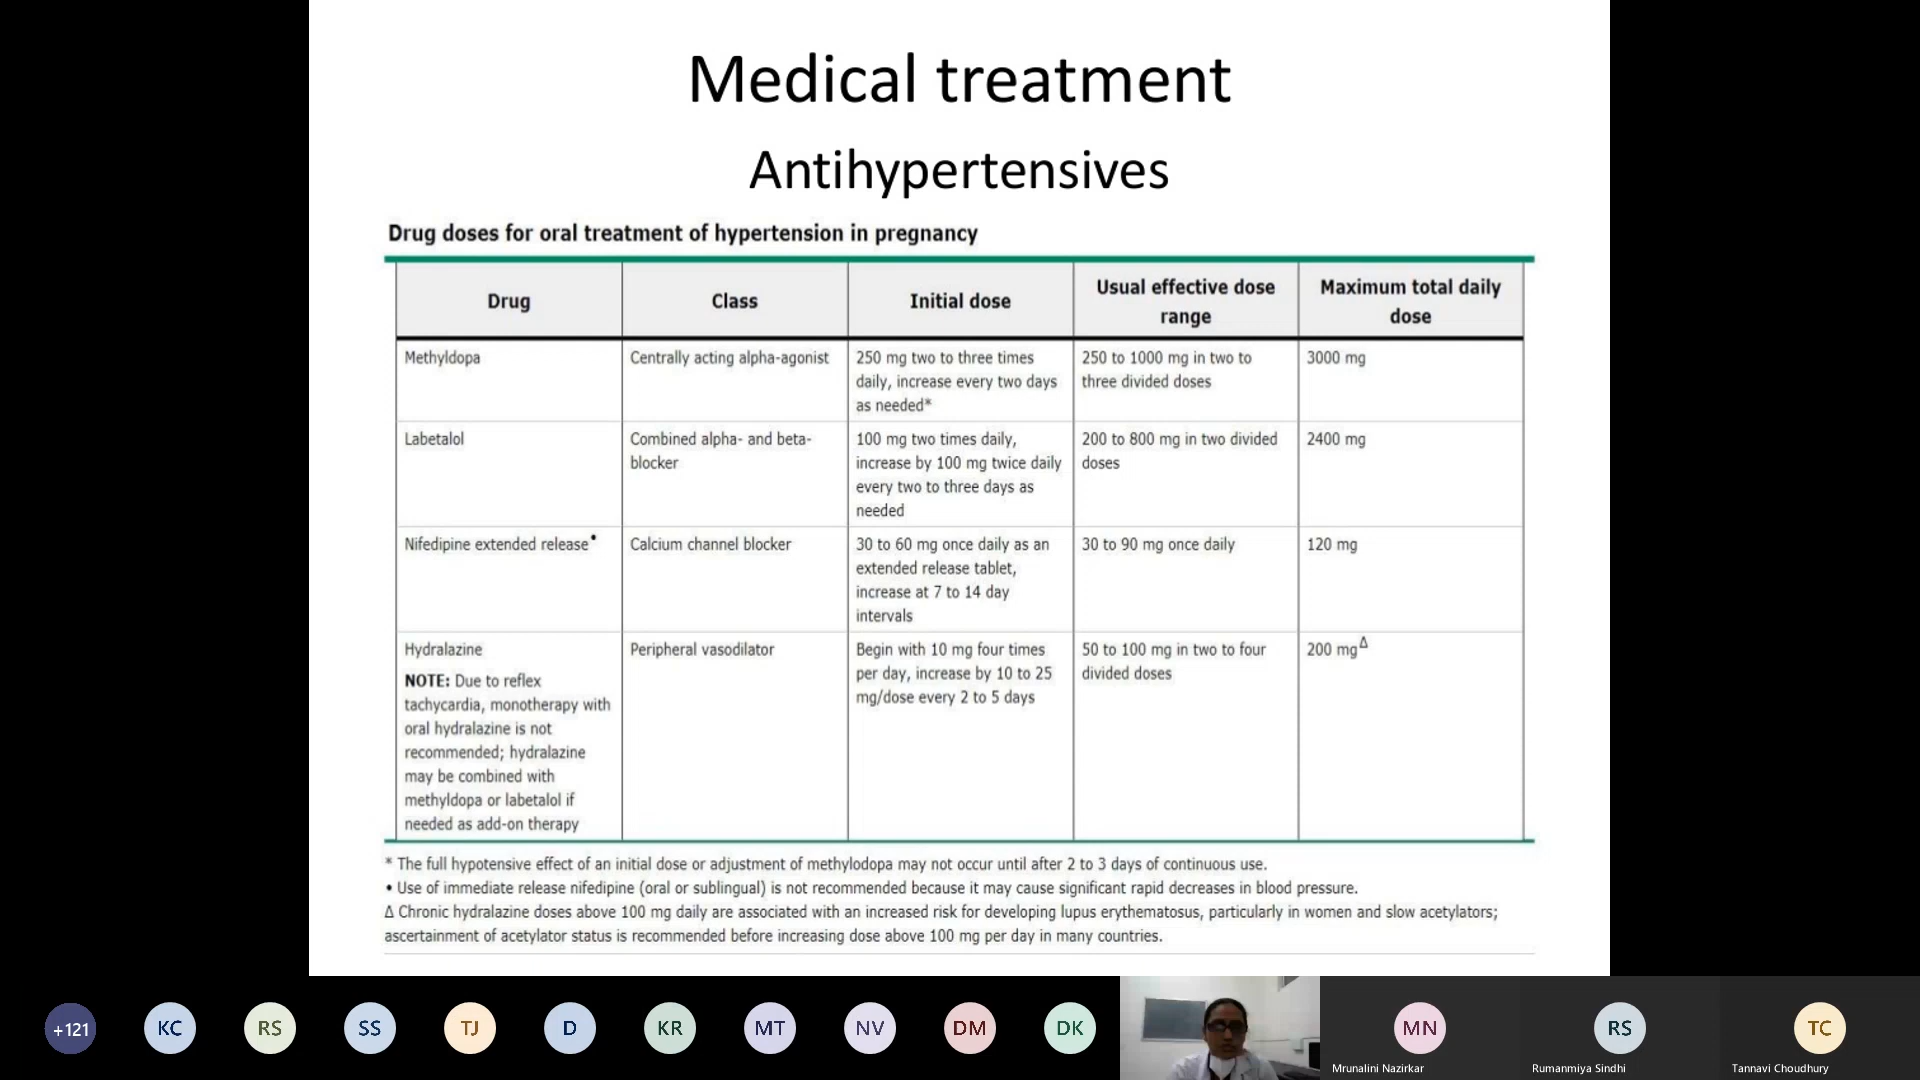 Medical treatment
Antihypertensives
Drug doses for oral treatment of hypertension in pregnancy
Drug
Class
Initial dose
Usual effective dose
range
Maximum total daily
dose
Methyldopa
Centrally acting alpha-agonist
250 mg two to three times
daily, increase every two days
as needed*
250 to 1000 mg in two to
three divided doses
3000 mg
Labetalol
Combined alpha- and beta-
blocker
100 mg two times daily,
increase by 100 mg twice daily
every two to three days as
needed
200 to 800 mg in two divided
doses
2400 mg
Nifedipine extended release•
Calcium channel blocker
30 to 60 mg once daily as an
extended release tablet,
increase at 7 to 14 day
intervals
30 to 90 mg once daily
120 mg
Hydralazine
NOTE: Due to reflex
tachycardia, monotherapy with
oral hydralazine is not
recommended; hydralazine
may be combined with
methyldopa or labetalol if
needed as add-on therapy
Peripheral vasodilator
Begin with 10 mg four times
per day, increase by 10 to 25
mg/dose every 2 to 5 days
50 to 100 mg in two to four
divided doses
200 mgΔ
* The full hypotensive effect of an initial dose or adjustment of methylodopa may not occur until after 2 to 3 days of continuous use.
• Use of immediate release nifedipine (oral or sublingual) is not recommended because it may cause significant rapid decreases in blood pressure.
Δ Chronic hydralazine doses above 100 mg daily are associated with an increased risk for developing lupus erythematosus, particularly in women and slow acetylators;
ascertainment of acetylator status is recommended before increasing dose above 100 mg per day in many countries.
+121
KC
RS
SS
TJ
D
KR
MT
NV
DM
DK
MN
RS
TC
Mrunalini Nazirkar
Rumanmiya Sindhi
Tannavi Choudhury